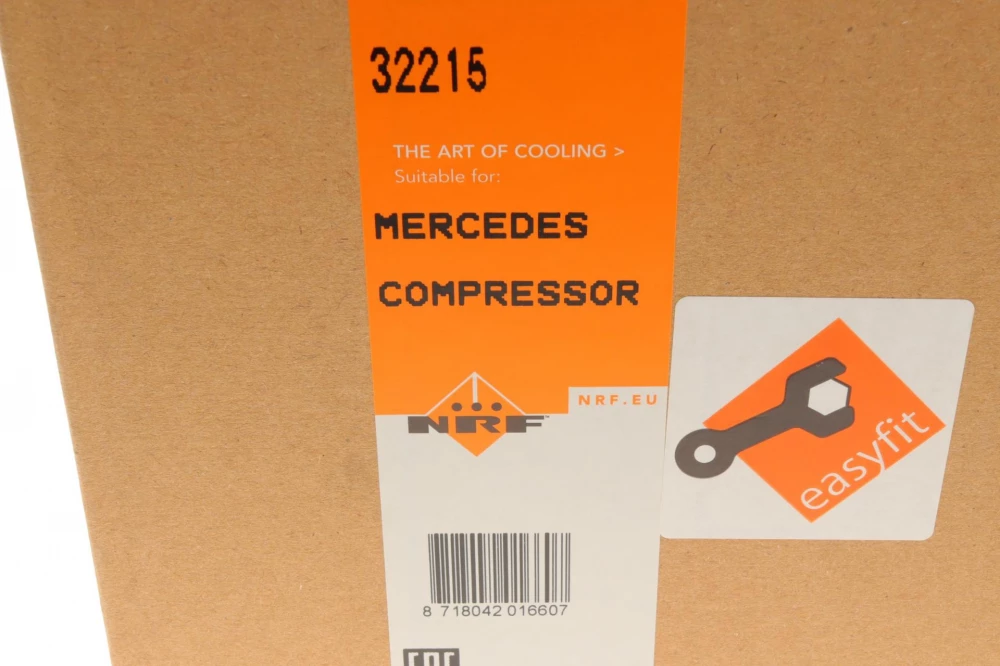 32215
THE ART OF COOLING >
Suitable for:
MERCEDES
COMPRESSOR
NRF.EU
NRF
easyfit
8 718042 016607